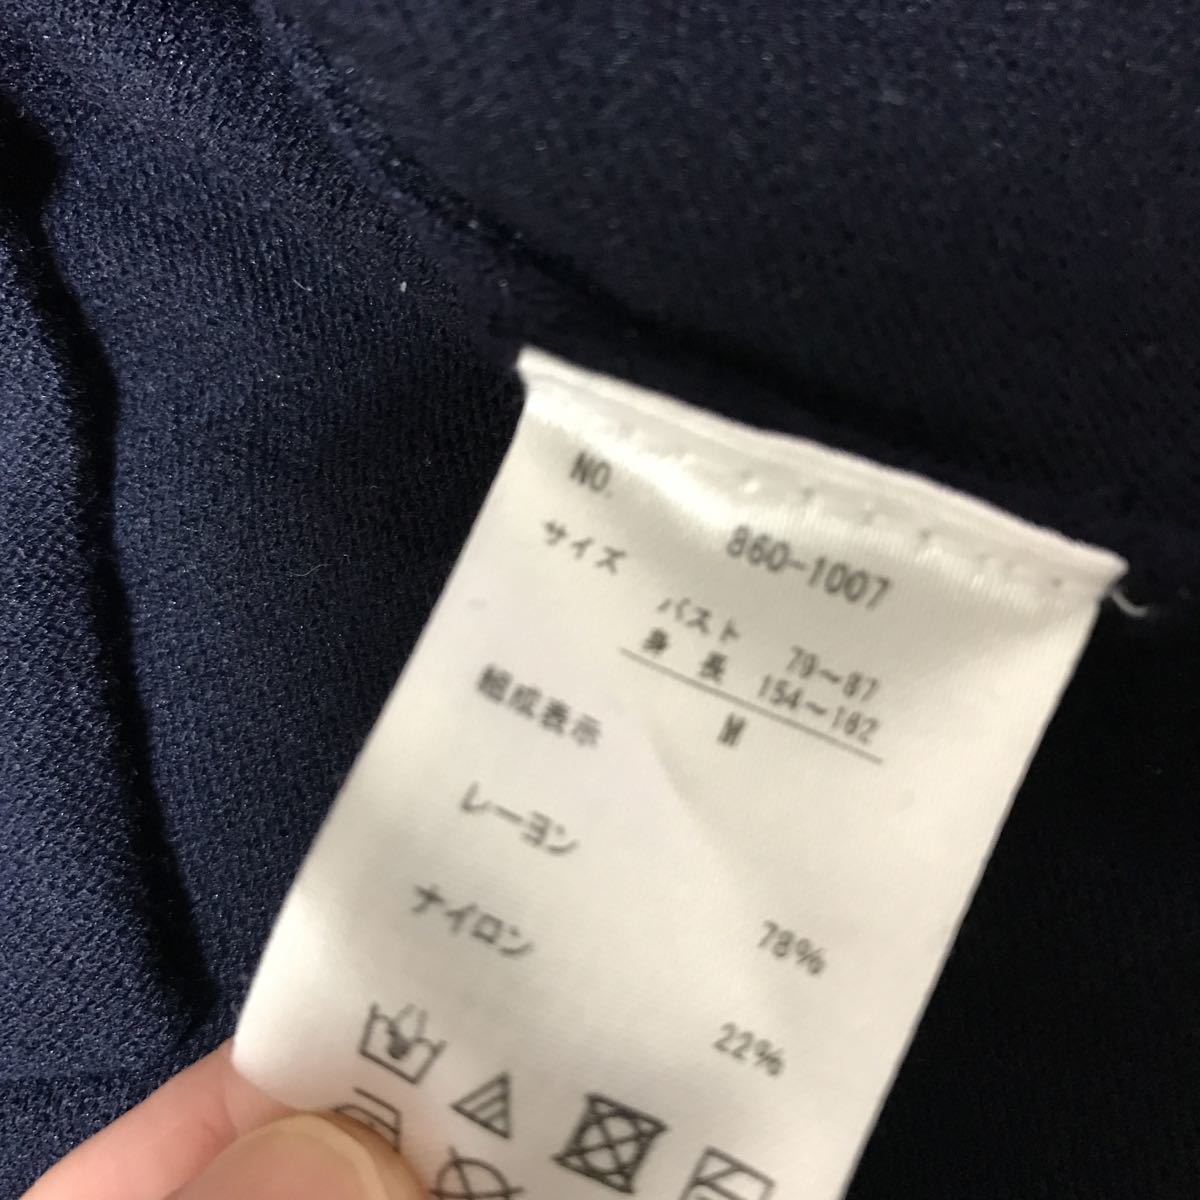 NO. 860-1007
サイズ
バスト 79～87
身長 154～162
M
組成表示
レーヨン 78%
ナイロン 22%